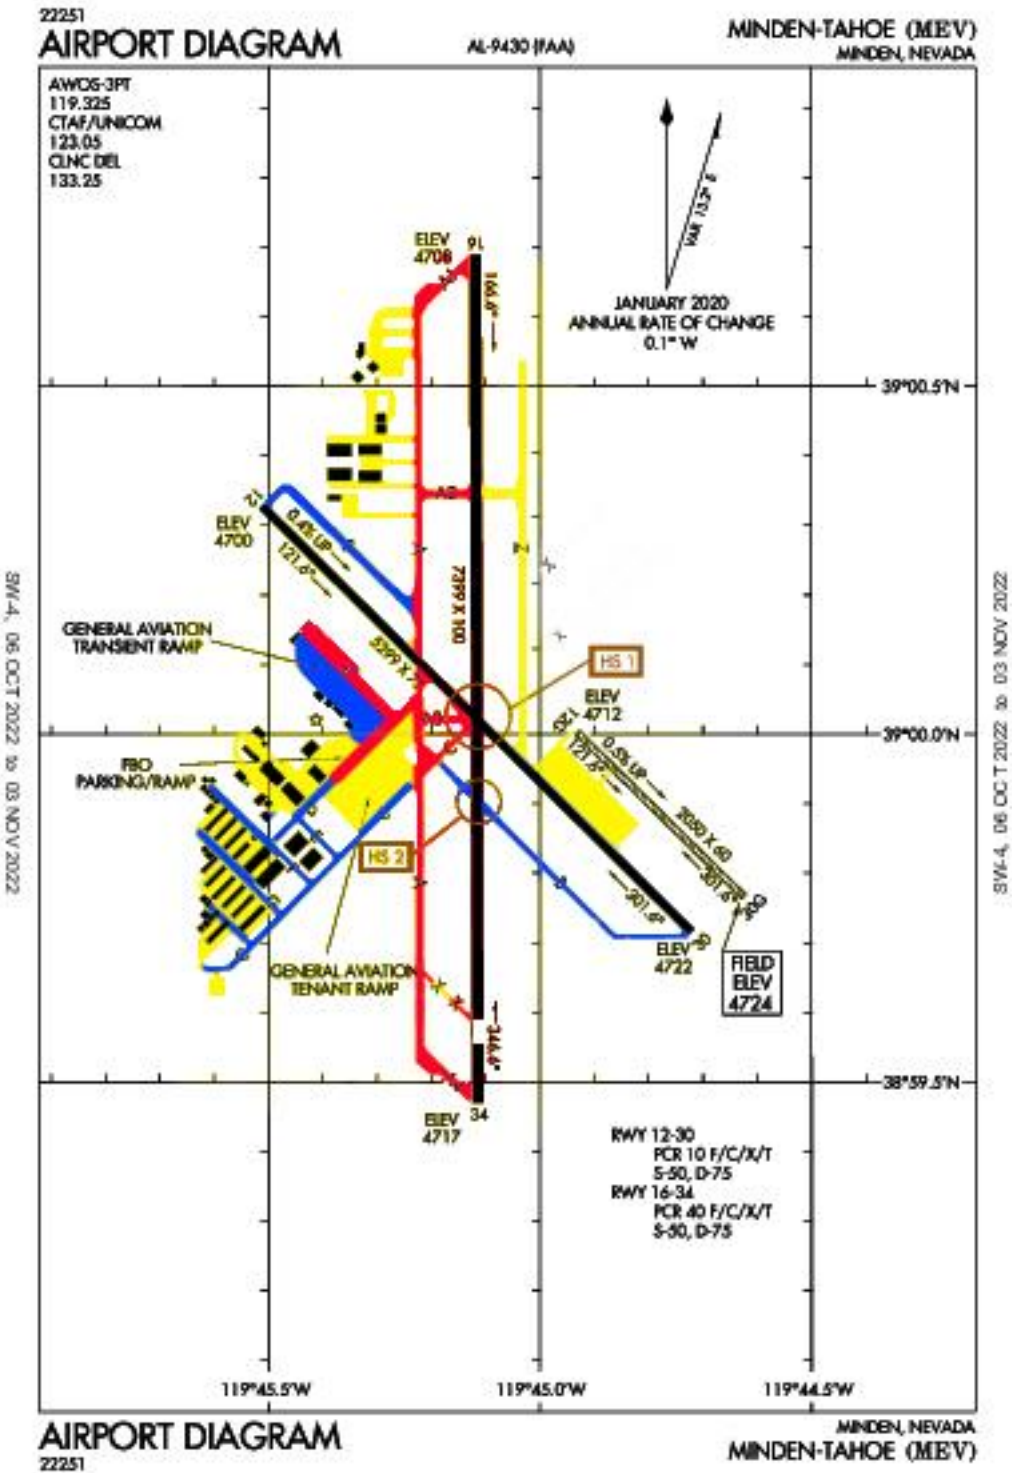 22251
AIRPORT DIAGRAM
AL-9430 (FAA)
MINDEN-TAHOE (MEV)
MINDEN, NEVADA
AWOS-3PT
119.325
CTAF/UNICOM
123.05
CLNC DEL
133.25
VAR 13.2° E
JANUARY 2020
ANNUAL RATE OF CHANGE
0.1° W
ELEV
4708
16
166.6°
39°00.5'N
A2
12
ELEV
4700
0.4% UP
121.6°
A
Z
7399 X 100
GENERAL AVIATION
TRANSIENT RAMP
5299 X
HS 1
ELEV
4712
39°00.0'N
121.6°
0.5% UP
2050 X 60
301.6°
FBO
PARKING/RAMP
HS 2
A
B
301.6°
30
ELEV
4722
FIELD
ELEV
4724
GENERAL AVIATION
TENANT RAMP
X X
346.6°
38°59.5'N
ELEV
4717
34
RWY 12-30
PCR 10 F/C/X/T
S-50, D-75
RWY 16-34
PCR 40 F/C/X/T
S-50, D-75
119°45.5'W
119°45.0'W
119°44.5'W
SW-4, 06 OCT 2022 to 03 NOV 2022
SW-4, 06 OCT 2022 to 03 NOV 2022
AIRPORT DIAGRAM
22251
MINDEN, NEVADA
MINDEN-TAHOE (MEV)